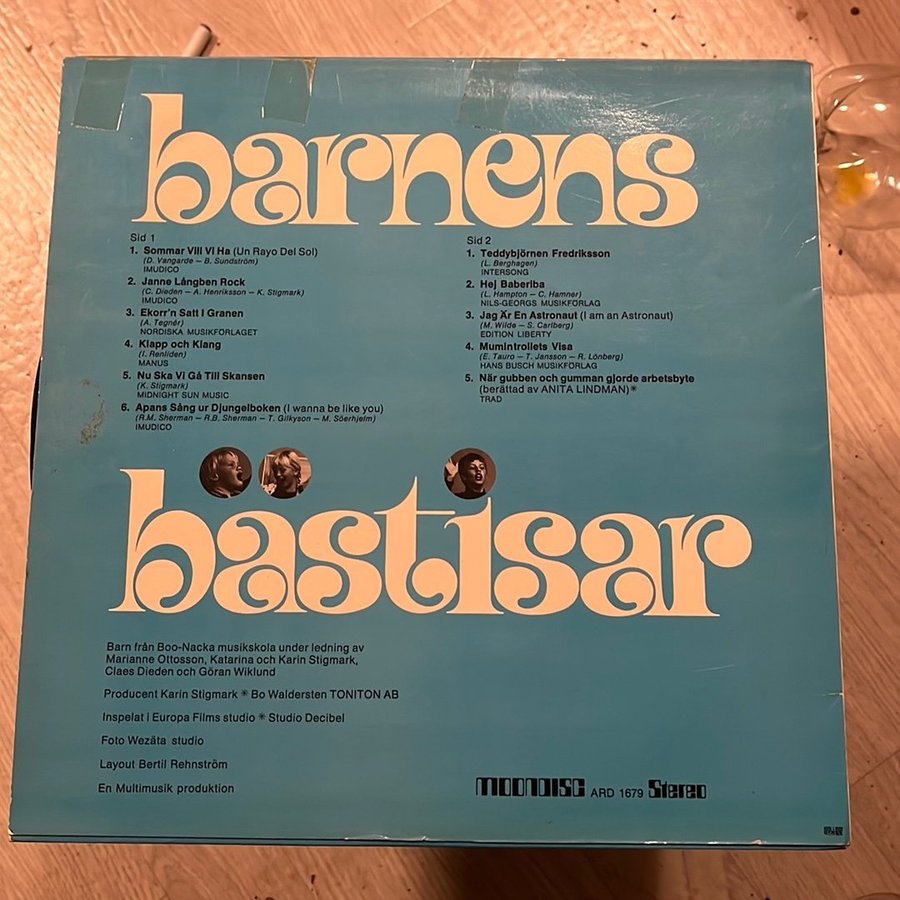 barnens
Sid 1
1. Sommar Vill Vi Ha (Un Rayo Del Sol)
(D. Vangarde — B. Sundström)
IMUDICO
2. Janne Långben Rock
(C. Dieden — A. Henriksson — K. Stigmark)
IMUDICO
3. Ekorr'n Satt I Granen
(A. Tegnér)
NORDISKA MUSIKFÖRLAGET
4. Klapp och Klang
(I. Renliden)
MANUS
5. Nu Ska Vi Gå Till Skansen
(K. Stigmark)
MIDNIGHT SUN MUSIC
6. Apans Sång ur Djungelboken (I wanna be like you)
(R.M. Sherman — R.B. Sherman — T. Gilkyson — M. Söerhjelm)
IMUDICO
Sid 2
1. Teddybjörnen Fredriksson
(L. Berghagen)
INTERSONG
2. Hej Baberiba
(L. Hampton — C. Hamner)
NILS-GEORGS MUSIKFÖRLAG
3. Jag Är En Astronaut (I am an Astronaut)
(M. Wilde — S. Carlberg)
EDITION LIBERTY
4. Mumintrollets Visa
(E. Tauro — T. Jansson — R. Lönberg)
HANS BUSCH MUSIKFÖRLAG
5. När gubben och gumman gjorde arbetsbyte
(berättad av ANITA LINDMAN)*
TRAD
bästisar
Barn från Boo-Nacka musikskola under ledning av
Marianne Ottosson, Katarina och Karin Stigmark,
Claes Dieden och Göran Wiklund
Producent Karin Stigmark * Bo Waldersten TONITON AB
Inspelat i Europa Films studio * Studio Decibel
Foto Wezäta studio
Layout Bertil Rehnström
En Multimusik produktion
MOONDISC ARD 1679 Stereo